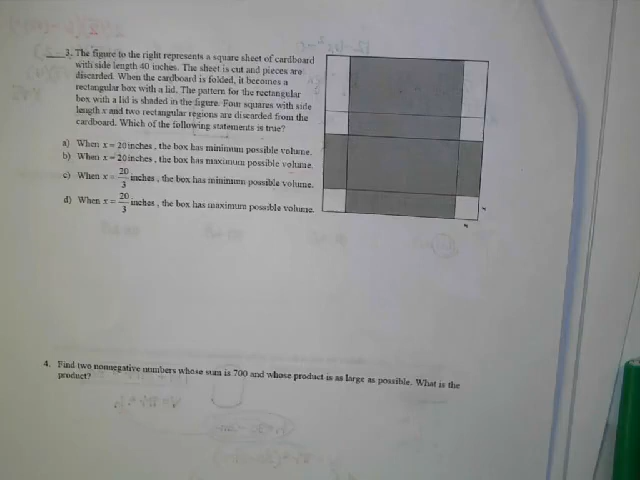 3. The figure to the right represents a square sheet of cardboard
with side length 40 inches. The sheet is cut and pieces are
discarded. When the cardboard is folded, it becomes a
rectangular box with a lid. The pattern for the rectangular
box with a lid is shaded in the figure. Four squares with side
length x and two rectangular regions are discarded from the
cardboard. Which of the following statements is true?
a) When x = 20 inches, the box has minimum possible volume.
b) When x = 20 inches, the box has maximum possible volume.
c) When x = 20/3 inches, the box has minimum possible volume.
d) When x = 20/3 inches, the box has maximum possible volume.
4. Find two nonnegative numbers whose sum is 700 and whose product is as large as possible. What is the
product?